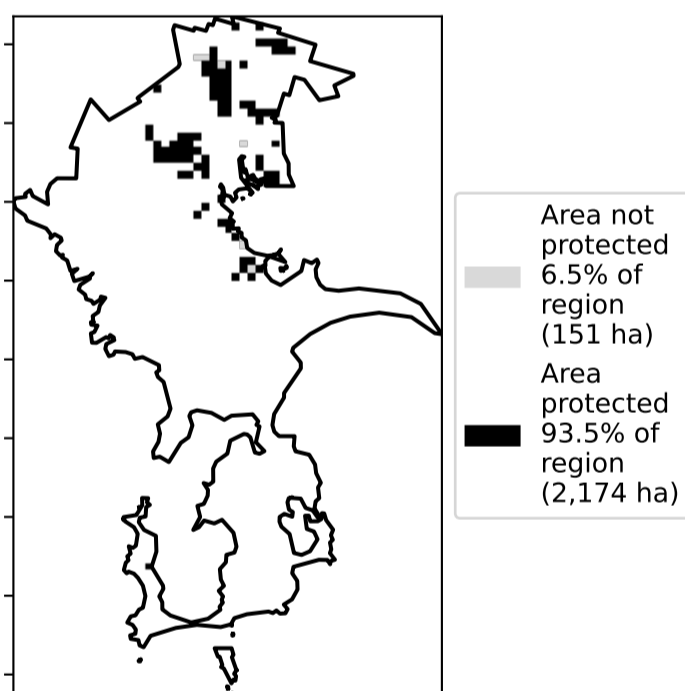 Area not
protected
6.5% of
region
(151 ha)
Area
protected
93.5% of
region
(2,174 ha)